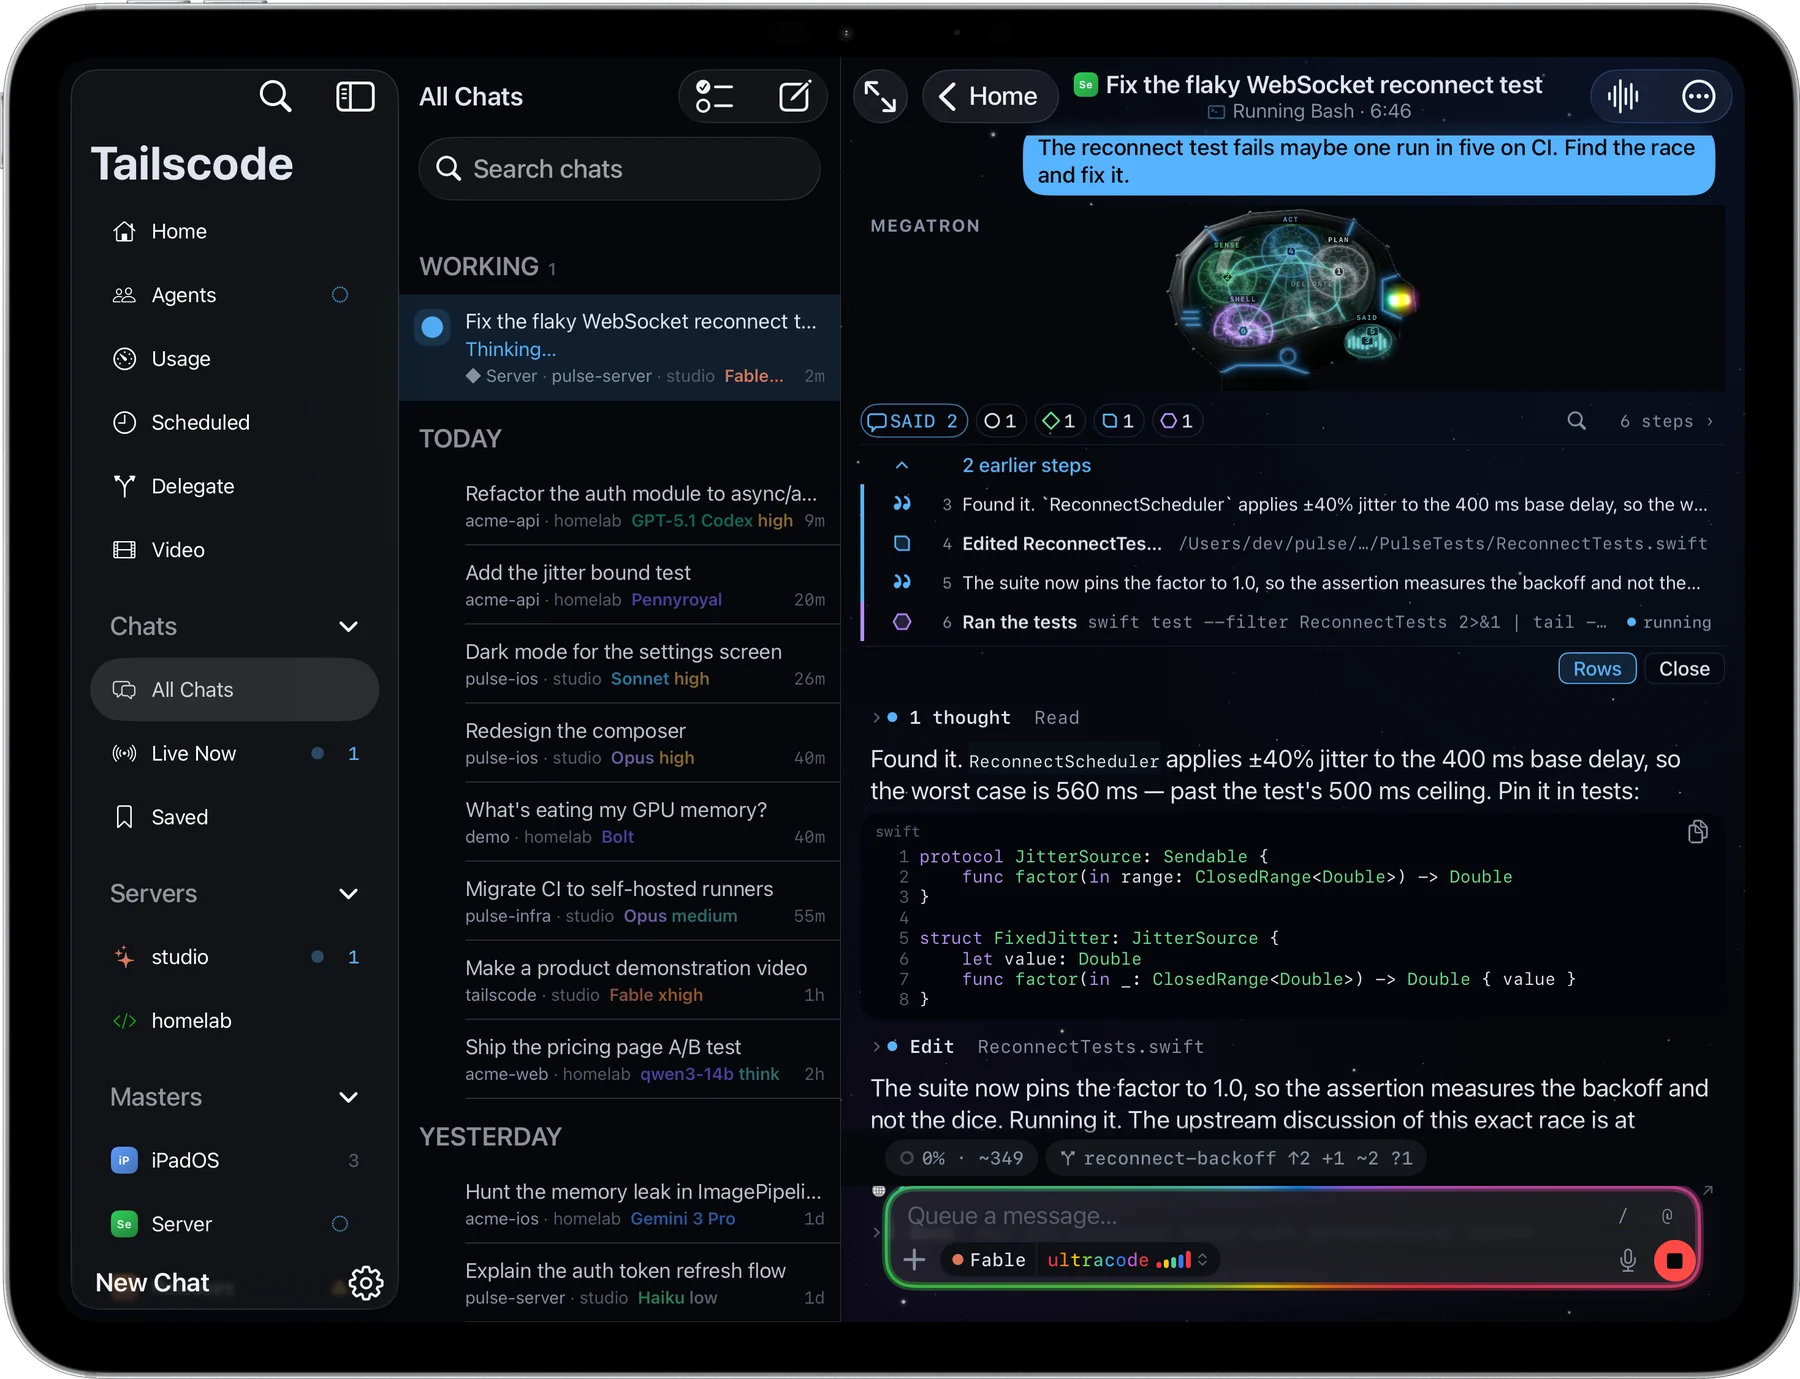 Tailscode
Home
Agents
Usage
Scheduled
Delegate
Video
Chats
All Chats
Live Now 1
Saved
Servers
studio 1
homelab
Masters
iP iPadOS 3
Se Server
New Chat
All Chats
Search chats
WORKING 1
Fix the flaky WebSocket reconnect t...
Thinking...
Server · pulse-server · studio Fable... 2m
TODAY
Refactor the auth module to async/a...
acme-api · homelab GPT-5.1 Codex high 9m
Add the jitter bound test
acme-api · homelab Pennyroyal 20m
Dark mode for the settings screen
pulse-ios · studio Sonnet high 26m
Redesign the composer
pulse-ios · studio Opus high 40m
What's eating my GPU memory?
demo · homelab Bolt 40m
Migrate CI to self-hosted runners
pulse-infra · studio Opus medium 55m
Make a product demonstration video
tailscode · studio Fable xhigh 1h
Ship the pricing page A/B test
acme-web · homelab qwen3-14b think 2h
YESTERDAY
Hunt the memory leak in ImagePipeli...
acme-ios · homelab Gemini 3 Pro 1d
Explain the auth token refresh flow
pulse-server · studio Haiku low 1d
Home
Se Fix the flaky WebSocket reconnect test
Running Bash · 6:46
The reconnect test fails maybe one run in five on CI. Find the race
and fix it.
MEGATRON
ACT
SENSE
PLAN
SHELL
SAID
SAID 2 1 1 1 1 6 steps ›
2 earlier steps
3 Found it. `ReconnectScheduler` applies ±40% jitter to the 400 ms base delay, so the w...
4 Edited ReconnectTes... /Users/dev/pulse/…/PulseTests/ReconnectTests.swift
5 The suite now pins the factor to 1.0, so the assertion measures the backoff and not the...
6 Ran the tests swift test --filter ReconnectTests 2>&1 | tail -… running
Rows Close
1 thought Read
Found it. ReconnectScheduler applies ±40% jitter to the 400 ms base delay, so
the worst case is 560 ms — past the test's 500 ms ceiling. Pin it in tests:
swift
1 protocol JitterSource: Sendable {
2 func factor(in range: ClosedRange<Double>) -> Double
3 }
4
5 struct FixedJitter: JitterSource {
6 let value: Double
7 func factor(in _: ClosedRange<Double>) -> Double { value }
8 }
Edit ReconnectTests.swift
The suite now pins the factor to 1.0, so the assertion measures the backoff and
not the dice. Running it. The upstream discussion of this exact race is at
0% · ~349 reconnect-backoff ↑2 +1 ~2 ?1
Queue a message... / @
Fable ultracode